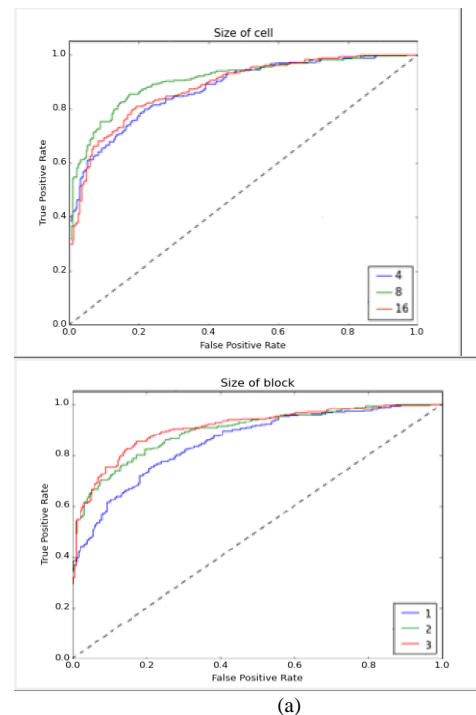 Size of cell
1.0
0.8
0.6
0.4
0.2
0.0
True Positive Rate
4
8
16
0.0 0.2 0.4 0.6 0.8 1.0
False Positive Rate
Size of block
1.0
0.8
0.6
0.4
0.2
0.0
True Positive Rate
1
2
3
0.0 0.2 0.4 0.6 0.8 1.0
False Positive Rate
(a)